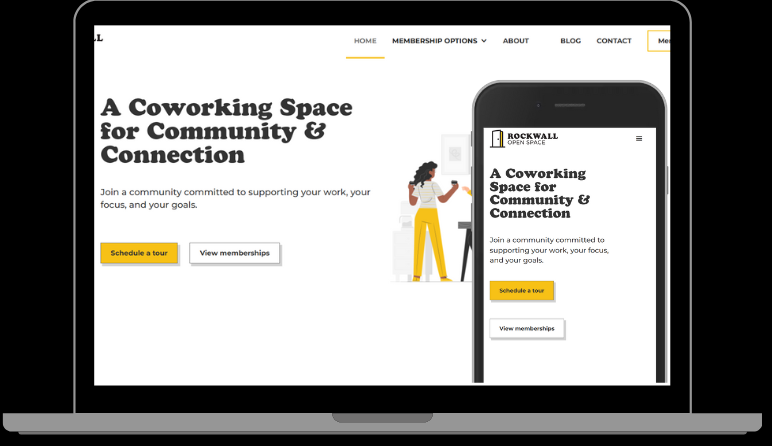 LL
HOME MEMBERSHIP OPTIONS ABOUT BLOG CONTACT Me
A Coworking Space
for Community &
Connection
Join a community committed to supporting your work, your
focus, and your goals.
Schedule a tour View memberships
ROCKWALL
OPEN SPACE
A Coworking
Space for
Community &
Connection
Join a community committed to
supporting your work, your focus,
and your goals.
Schedule a tour
View memberships